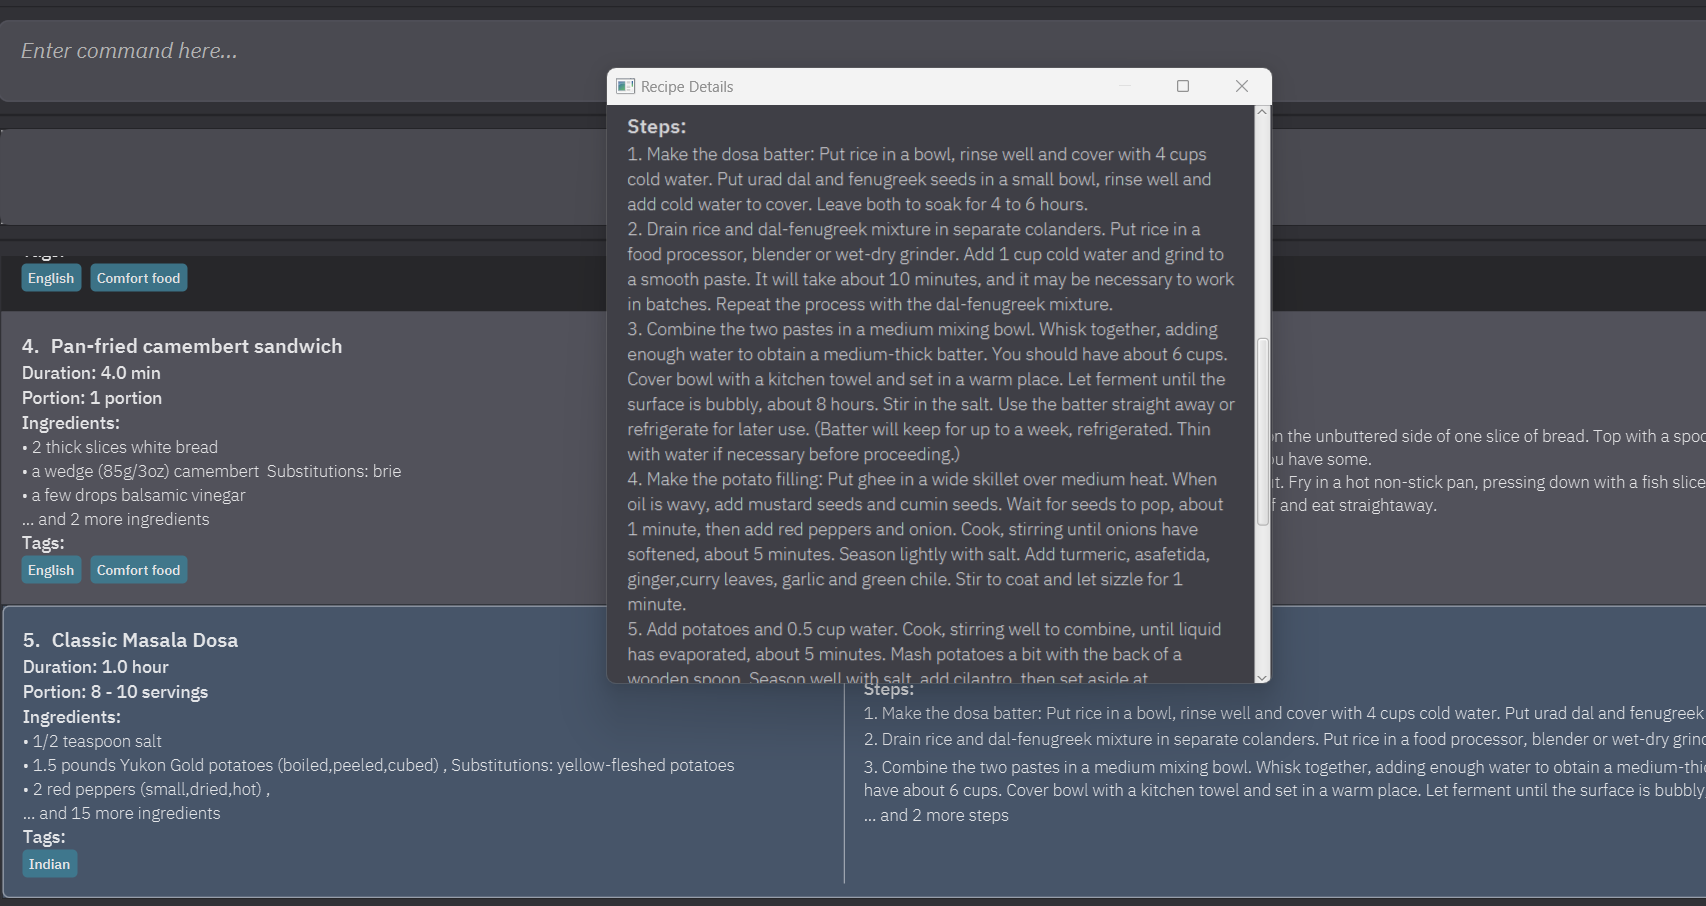 Enter command here...
Recipe Details
Steps:
1. Make the dosa batter: Put rice in a bowl, rinse well and cover with 4 cups
cold water. Put urad dal and fenugreek seeds in a small bowl, rinse well and
add cold water to cover. Leave both to soak for 4 to 6 hours.
2. Drain rice and dal-fenugreek mixture in separate colanders. Put rice in a
food processor, blender or wet-dry grinder. Add 1 cup cold water and grind to
a smooth paste. It will take about 10 minutes, and it may be necessary to work
in batches. Repeat the process with the dal-fenugreek mixture.
3. Combine the two pastes in a medium mixing bowl. Whisk together, adding
enough water to obtain a medium-thick batter. You should have about 6 cups.
Cover bowl with a kitchen towel and set in a warm place. Let ferment until the
surface is bubbly, about 8 hours. Stir in the salt. Use the batter straight away or
refrigerate for later use. (Batter will keep for up to a week, refrigerated. Thin
with water if necessary before proceeding.)
4. Make the potato filling: Put ghee in a wide skillet over medium heat. When
oil is wavy, add mustard seeds and cumin seeds. Wait for seeds to pop, about
1 minute, then add red peppers and onion. Cook, stirring until onions have
softened, about 5 minutes. Season lightly with salt. Add turmeric, asafetida,
ginger,curry leaves, garlic and green chile. Stir to coat and let sizzle for 1
minute.
5. Add potatoes and 0.5 cup water. Cook, stirring well to combine, until liquid
has evaporated, about 5 minutes. Mash potatoes a bit with the back of a
wooden spoon. Season well with salt, add cilantro, then set aside at
Tags:
English Comfort food
4. Pan-fried camembert sandwich
Duration: 4.0 min
Portion: 1 portion
Ingredients:
• 2 thick slices white bread
• a wedge (85g/3oz) camembert Substitutions: brie
• a few drops balsamic vinegar
... and 2 more ingredients
Tags:
English Comfort food
on the unbuttered side of one slice of bread. Top with a spoo
you have some.
Fry in a hot non-stick pan, pressing down with a fish slice
and eat straightaway.
5. Classic Masala Dosa
Duration: 1.0 hour
Portion: 8 - 10 servings
Ingredients:
• 1/2 teaspoon salt
• 1.5 pounds Yukon Gold potatoes (boiled,peeled,cubed) , Substitutions: yellow-fleshed potatoes
• 2 red peppers (small,dried,hot) ,
... and 15 more ingredients
Tags:
Indian
Steps:
1. Make the dosa batter: Put rice in a bowl, rinse well and cover with 4 cups cold water. Put urad dal and fenugreek
2. Drain rice and dal-fenugreek mixture in separate colanders. Put rice in a food processor, blender or wet-dry grind
3. Combine the two pastes in a medium mixing bowl. Whisk together, adding enough water to obtain a medium-thi
have about 6 cups. Cover bowl with a kitchen towel and set in a warm place. Let ferment until the surface is bubbly
... and 2 more steps